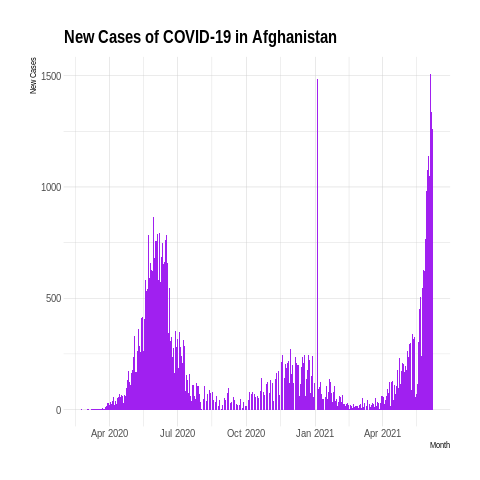 New Cases of COVID-19 in Afghanistan
New Cases
1500
1000
500
0
Apr 2020
Jul 2020
Oct 2020
Jan 2021
Apr 2021
Month